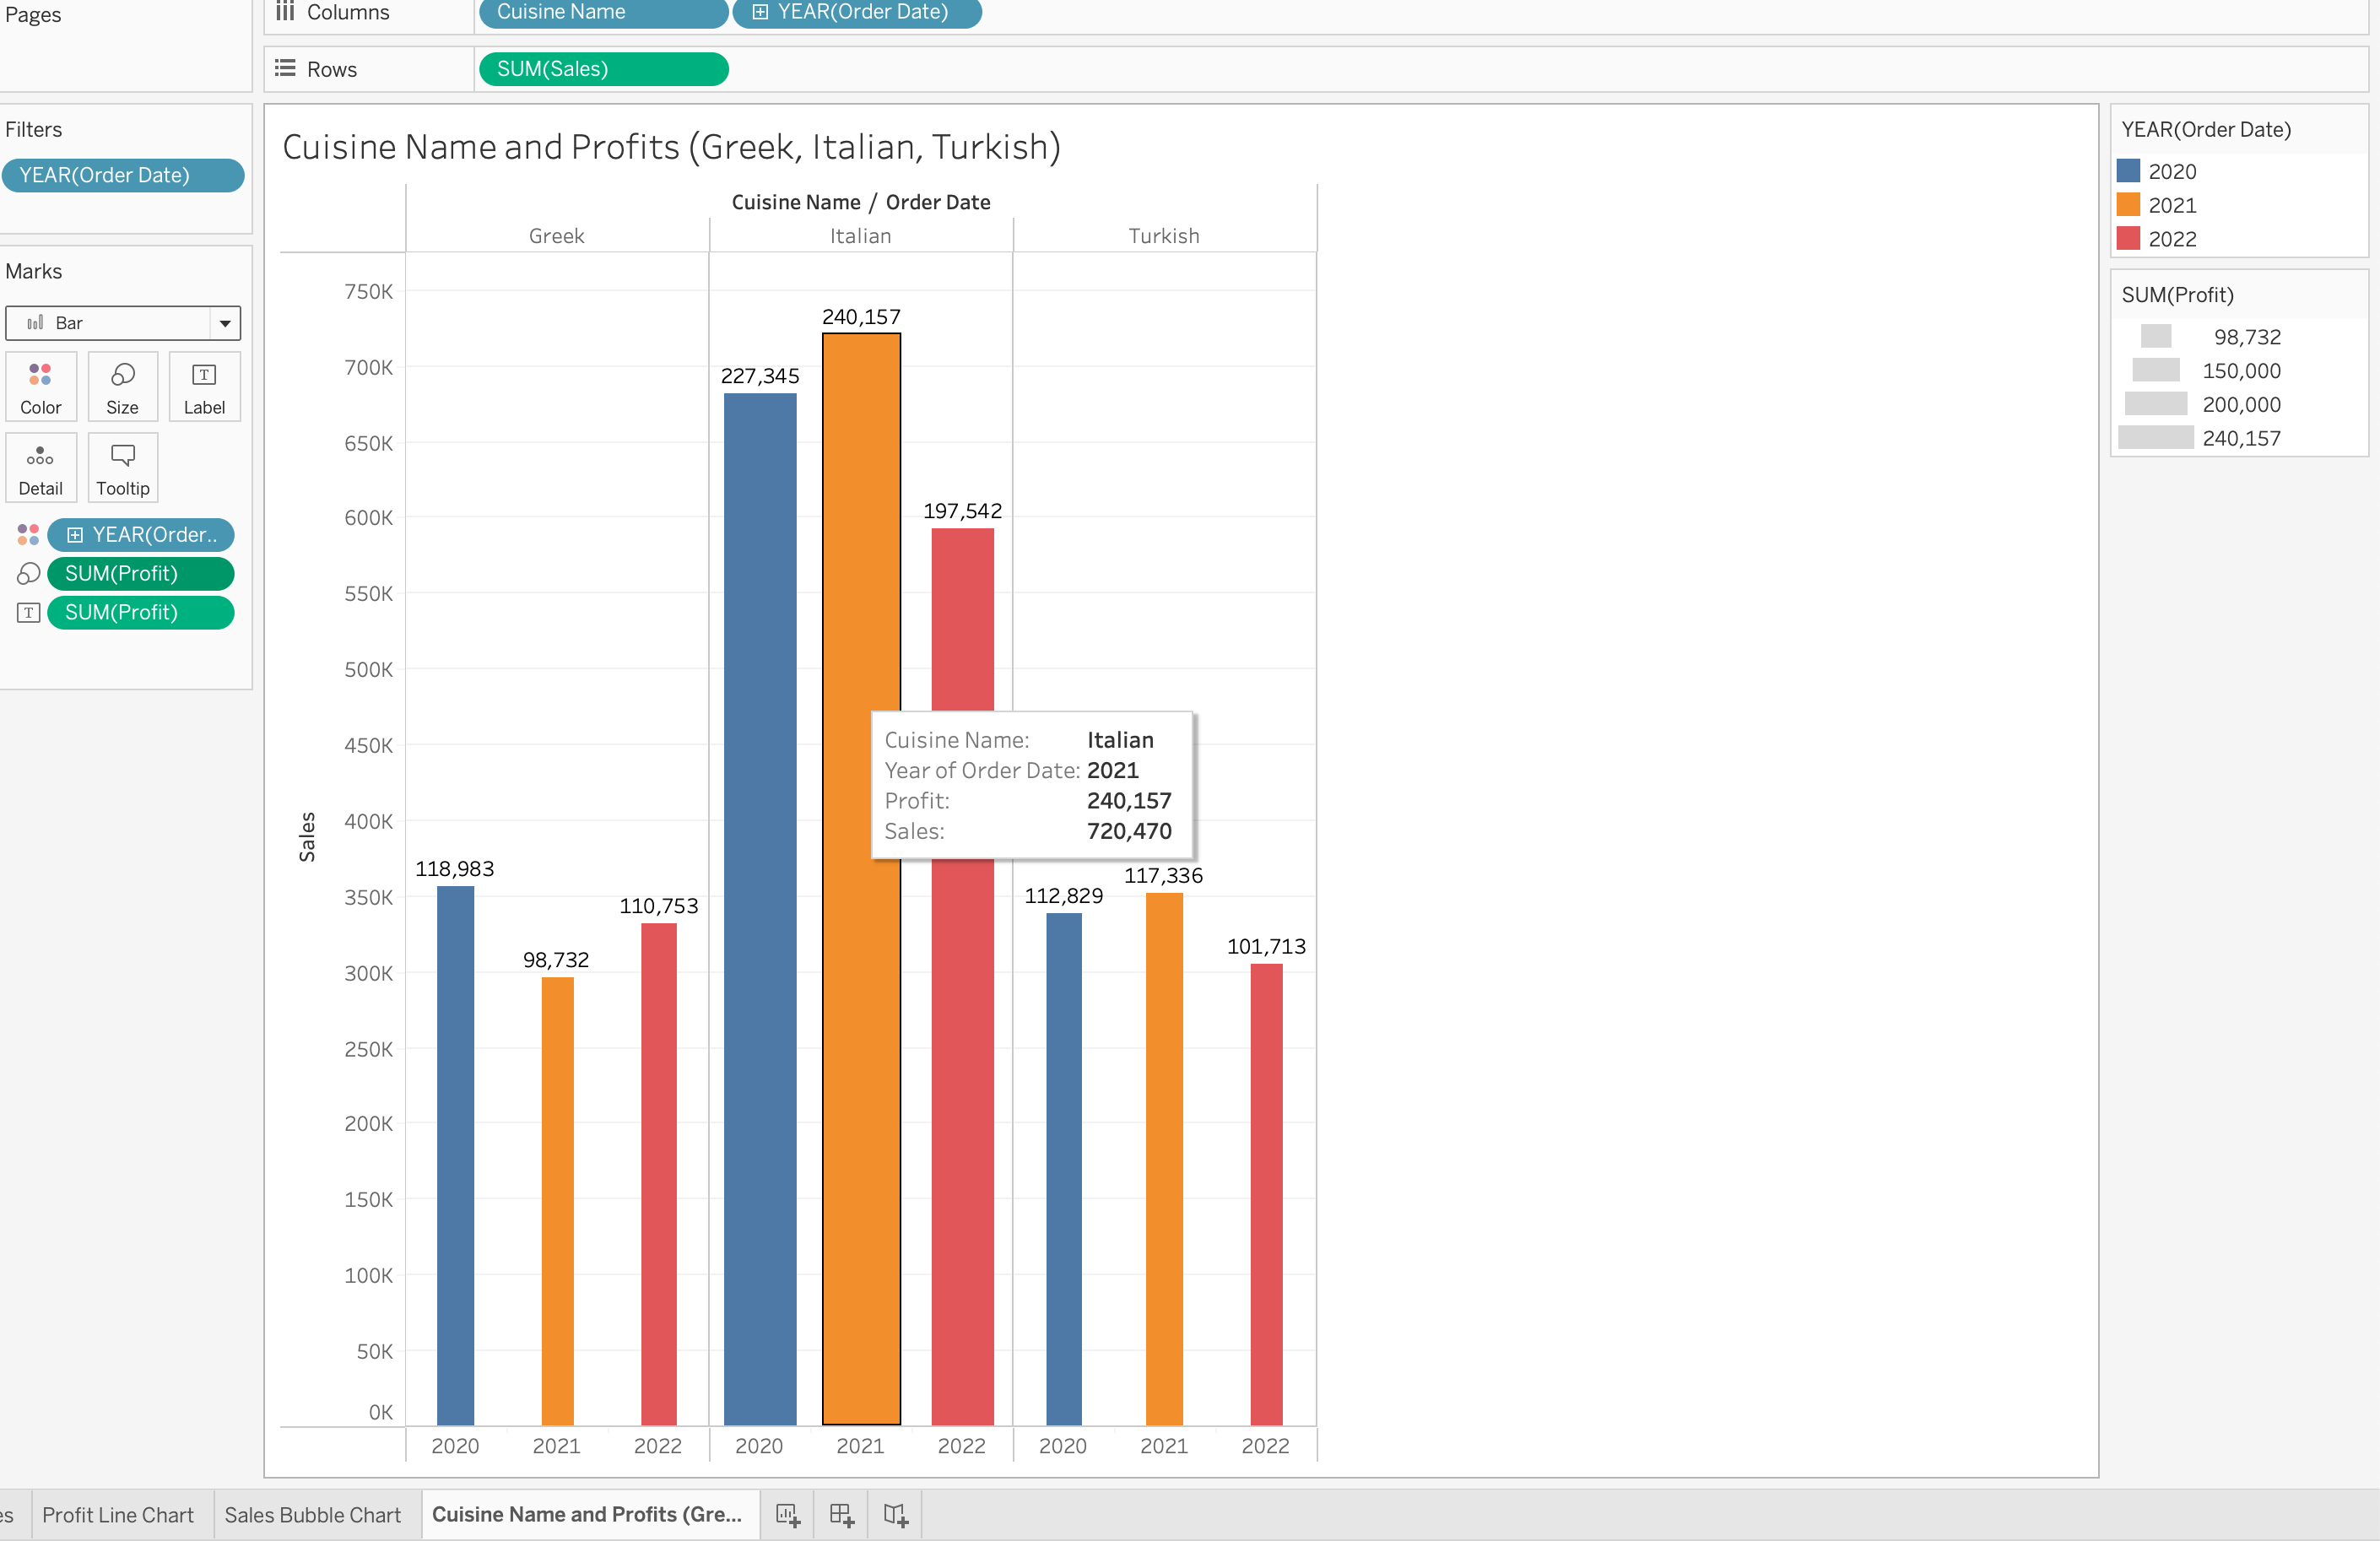 Pages
Columns
Cuisine Name
YEAR(Order Date)
Rows
SUM(Sales)
Filters
YEAR(Order Date)
Marks
Bar
Color Size Label
Detail Tooltip
YEAR(Order..
SUM(Profit)
SUM(Profit)
Cuisine Name and Profits (Greek, Italian, Turkish)
Cuisine Name / Order Date
Greek Italian Turkish
750K
700K
650K
600K
550K
500K
450K
400K
350K
300K
250K
200K
150K
100K
50K
0K
Sales
118,983
98,732
110,753
227,345
240,157
197,542
112,829
117,336
101,713
Cuisine Name: Italian
Year of Order Date: 2021
Profit: 240,157
Sales: 720,470
2020 2021 2022 2020 2021 2022 2020 2021 2022
YEAR(Order Date)
2020
2021
2022
SUM(Profit)
98,732
150,000
200,000
240,157
es Profit Line Chart Sales Bubble Chart Cuisine Name and Profits (Gre...